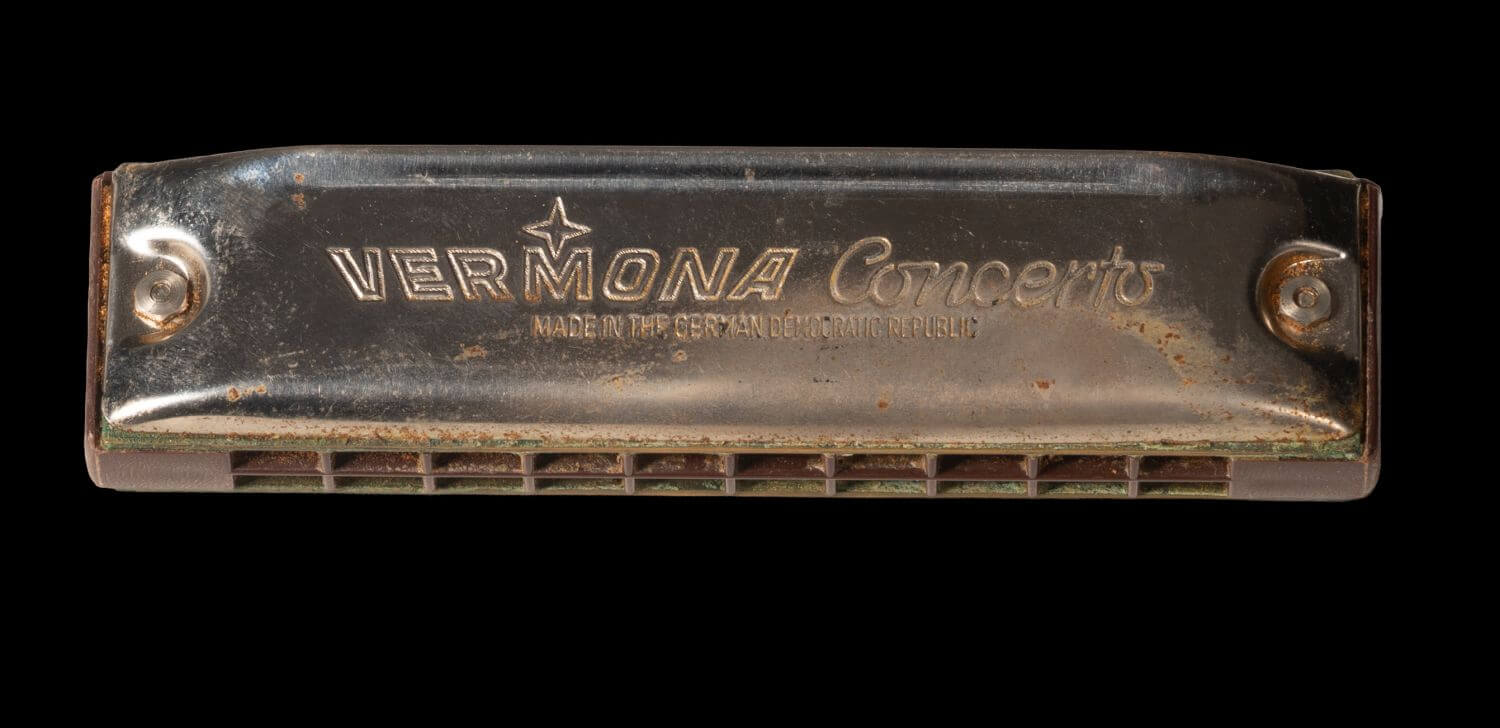 VERMONA Concerto
MADE IN THE GERMAN DEMOCRATIC REPUBLIC